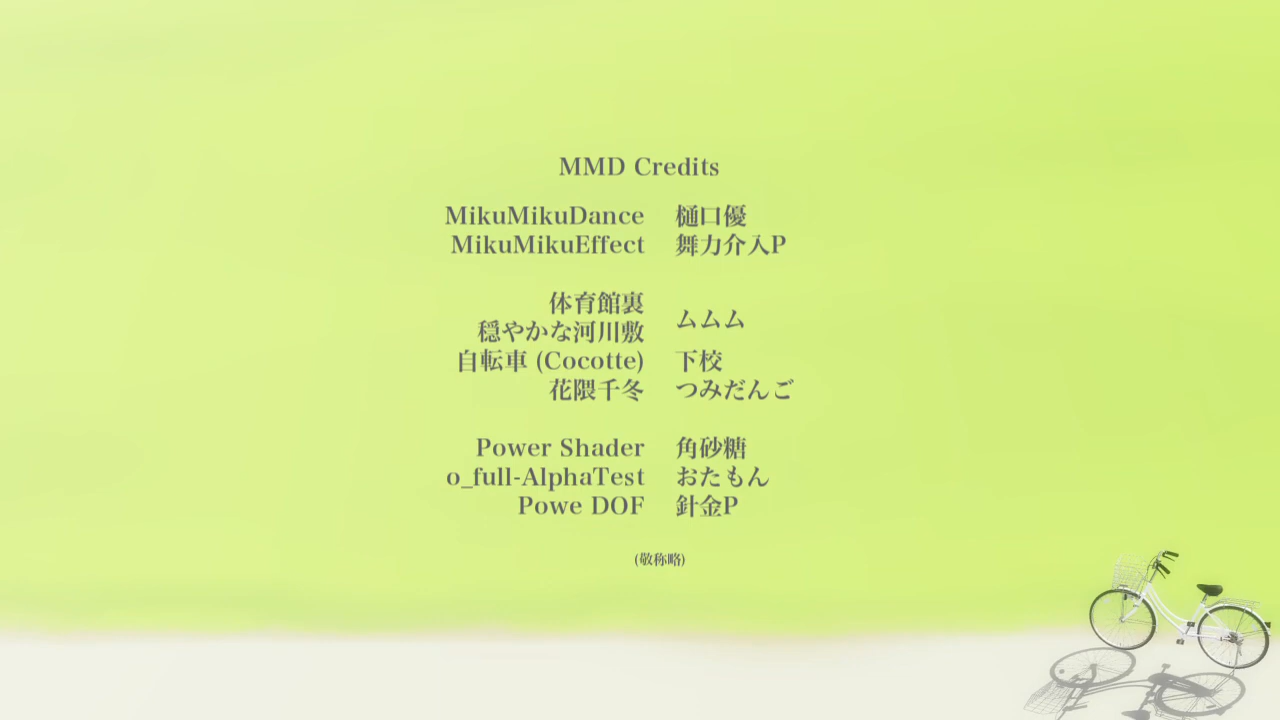 MMD Credits
MikuMikuDance 樋口優
MikuMikuEffect 舞力介入P
体育館裏
穏やかな河川敷 ムムム
自転車 (Cocotte) 下校
花隈千冬 つみだんご
Power Shader 角砂糖
o_full-AlphaTest おたもん
Powe DOF 針金P
(敬称略)